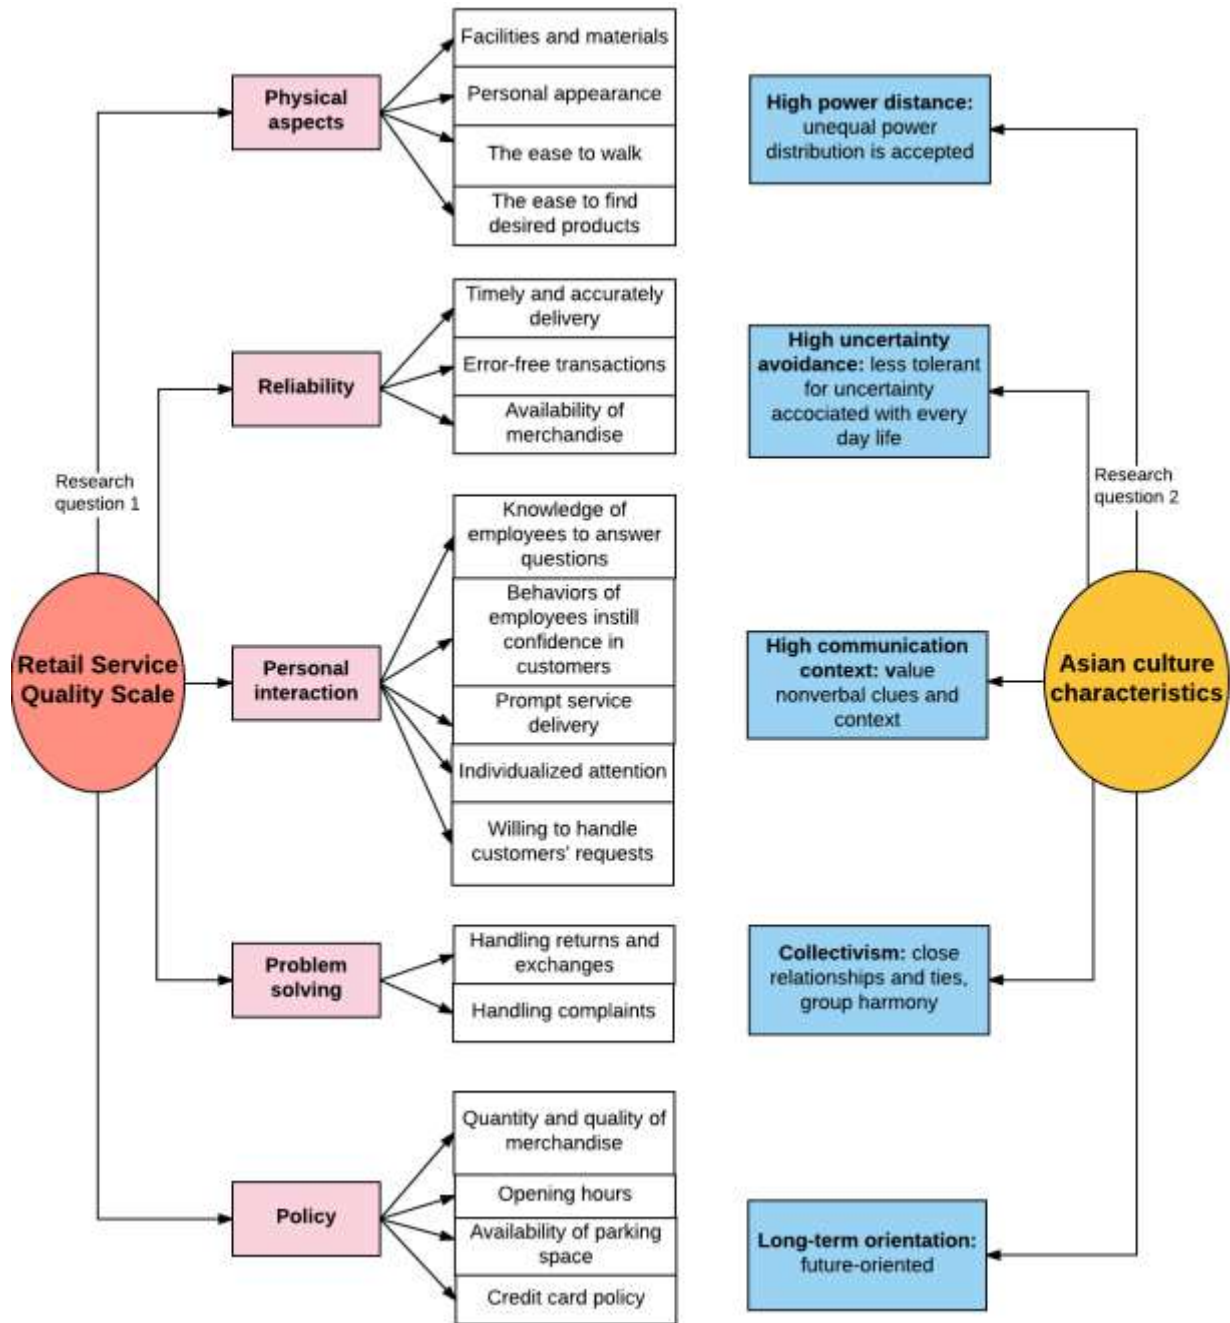 Physical
aspects
Facilities and materials
Personal appearance
The ease to walk
The ease to find
desired products
Reliability
Timely and accurately
delivery
Error-free transactions
Availability of
merchandise
Research
question 1
Retail Service
Quality Scale
Personal
interaction
Knowledge of
employees to answer
questions
Behaviors of
employees instill
confidence in
customers
Prompt service
delivery
Individualized attention
Willing to handle
customers' requests
Problem
solving
Handling returns and
exchanges
Handling complaints
Policy
Quantity and quality of
merchandise
Opening hours
Availability of parking
space
Credit card policy
High power distance:
unequal power
distribution is accepted
High uncertainty
avoidance: less tolerant
for uncertainty
accociated with every
day life
Research
question 2
High communication
context: value
nonverbal clues and
context
Asian culture
characteristics
Collectivism: close
relationships and ties,
group harmony
Long-term orientation:
future-oriented